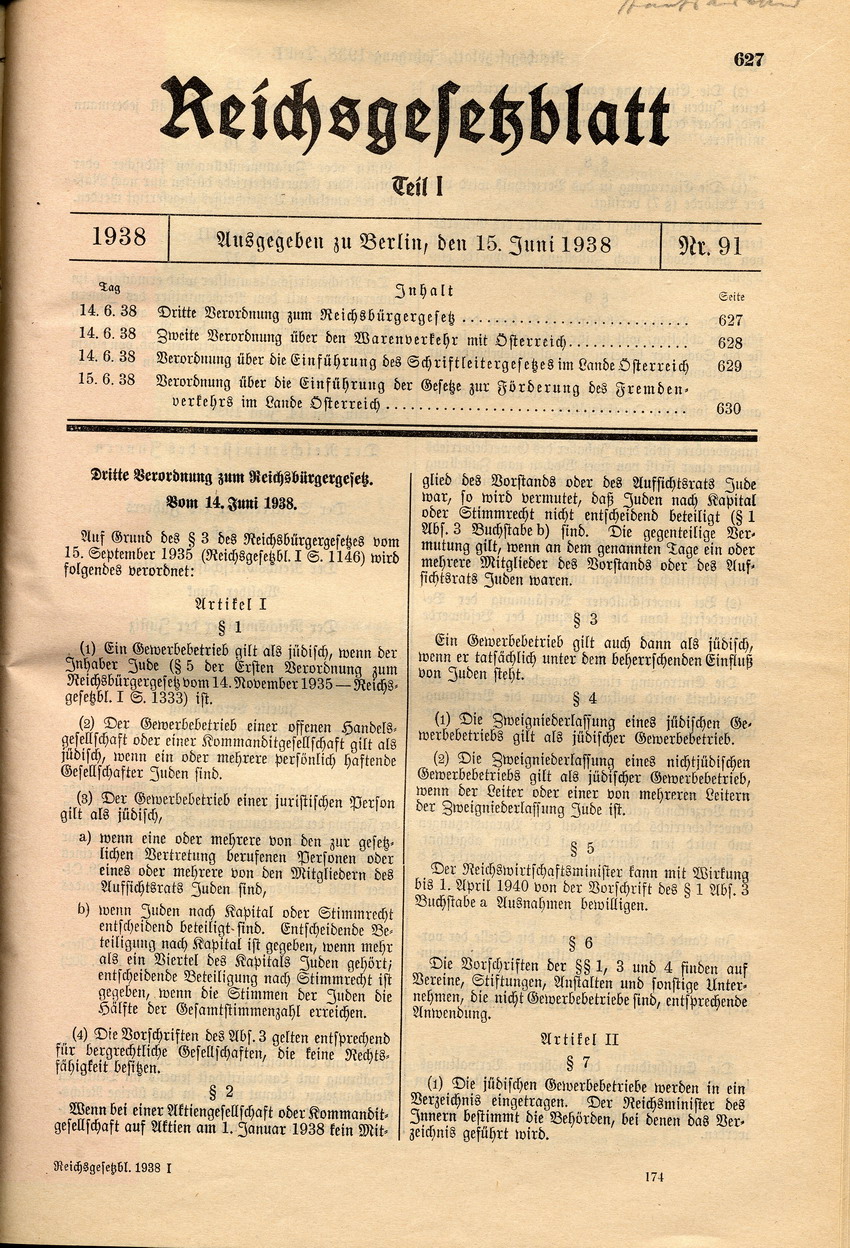 627
Reichsgesetzblatt
Teil I
1938 Ausgegeben zu Berlin, den 15. Juni 1938 Nr. 91
Tag Inhalt Seite
14. 6. 38 Dritte Verordnung zum Reichsbürgergesetz ............................ 627
14. 6. 38 Zweite Verordnung über den Warenverkehr mit Österreich............... 628
14. 6. 38 Verordnung über die Einführung des Schriftleitergesetzes im Lande Österreich 629
15. 6. 38 Verordnung über die Einführung der Gesetze zur Förderung des Fremden-
verkehrs im Lande Österreich ..................................... 630
Dritte Verordnung zum Reichsbürgergesetz.
Vom 14. Juni 1938.
Auf Grund des § 3 des Reichsbürgergesetzes vom
15. September 1935 (Reichsgesetzbl. I S. 1146) wird
folgendes verordnet:
Artikel I
§ 1
(1) Ein Gewerbebetrieb gilt als jüdisch, wenn der
Inhaber Jude (§ 5 der Ersten Verordnung zum
Reichsbürgergesetz vom 14. November 1935 — Reichs-
gesetzbl. I S. 1333) ist.
(2) Der Gewerbebetrieb einer offenen Handels-
gesellschaft oder einer Kommanditgesellschaft gilt als
jüdisch, wenn ein oder mehrere persönlich haftende
Gesellschafter Juden sind.
(3) Der Gewerbebetrieb einer juristischen Person
gilt als jüdisch,
a) wenn eine oder mehrere von den zur gesetz-
lichen Vertretung berufenen Personen oder
eines oder mehrere von den Mitgliedern des
Aufsichtsrats Juden sind,
b) wenn Juden nach Kapital oder Stimmrecht
entscheidend beteiligt sind. Entscheidende Be-
teiligung nach Kapital ist gegeben, wenn mehr
als ein Viertel des Kapitals Juden gehört;
entscheidende Beteiligung nach Stimmrecht ist
gegeben, wenn die Stimmen der Juden die
Hälfte der Gesamtstimmenzahl erreichen.
(4) Die Vorschriften des Abs. 3 gelten entsprechend
für bergrechtliche Gesellschaften, die keine Rechts-
fähigkeit besitzen.
§ 2
Wenn bei einer Aktiengesellschaft oder Kommandit-
gesellschaft auf Aktien am 1. Januar 1938 kein Mit-
glied des Vorstands oder des Aufsichtsrats Jude
war, so wird vermutet, daß Juden nach Kapital
oder Stimmrecht nicht entscheidend beteiligt (§ 1
Abs. 3 Buchstabe b) sind. Die gegenteilige Ver-
mutung gilt, wenn an dem genannten Tage ein oder
mehrere Mitglieder des Vorstands oder des Auf-
sichtsrats Juden waren.
§ 3
Ein Gewerbebetrieb gilt auch dann als jüdisch,
wenn er tatsächlich unter dem beherrschenden Einfluß
von Juden steht.
§ 4
(1) Die Zweigniederlassung eines jüdischen Ge-
werbebetriebs gilt als jüdischer Gewerbebetrieb.
(2) Die Zweigniederlassung eines nichtjüdischen
Gewerbebetriebs gilt als jüdischer Gewerbebetrieb,
wenn der Leiter oder einer von mehreren Leitern
der Zweigniederlassung Jude ist.
§ 5
Der Reichswirtschaftsminister kann mit Wirkung
bis 1. April 1940 von der Vorschrift des § 1 Abs. 3
Buchstabe a Ausnahmen bewilligen.
§ 6
Die Vorschriften der §§ 1, 3 und 4 finden auf
Vereine, Stiftungen, Anstalten und sonstige Unter-
nehmen, die nicht Gewerbebetriebe sind, entsprechende
Anwendung.
Artikel II
§ 7
(1) Die jüdischen Gewerbebetriebe werden in ein
Verzeichnis eingetragen. Der Reichsminister des
Innern bestimmt die Behörden, bei denen das Ver-
zeichnis geführt wird.
Reichsgesetzbl. 1938 I
174